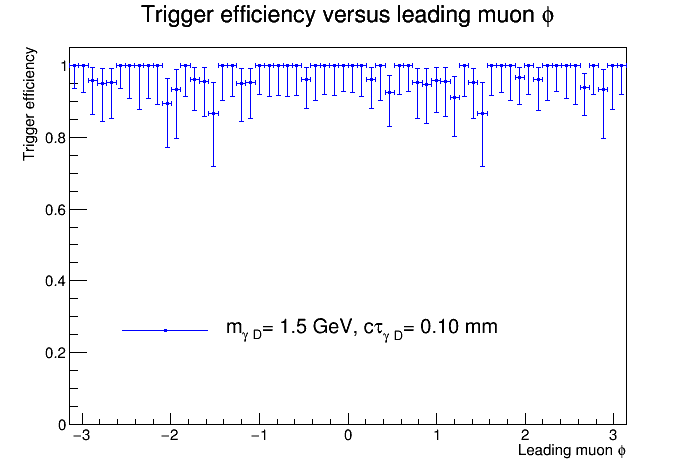 Trigger efficiency versus leading muon ϕ
Trigger efficiency
1
0.8
0.6
0.4
0.2
0
m_γ D= 1.5 GeV, cτ_γ D= 0.10 mm
−3 −2 −1 0 1 2 3
Leading muon ϕ